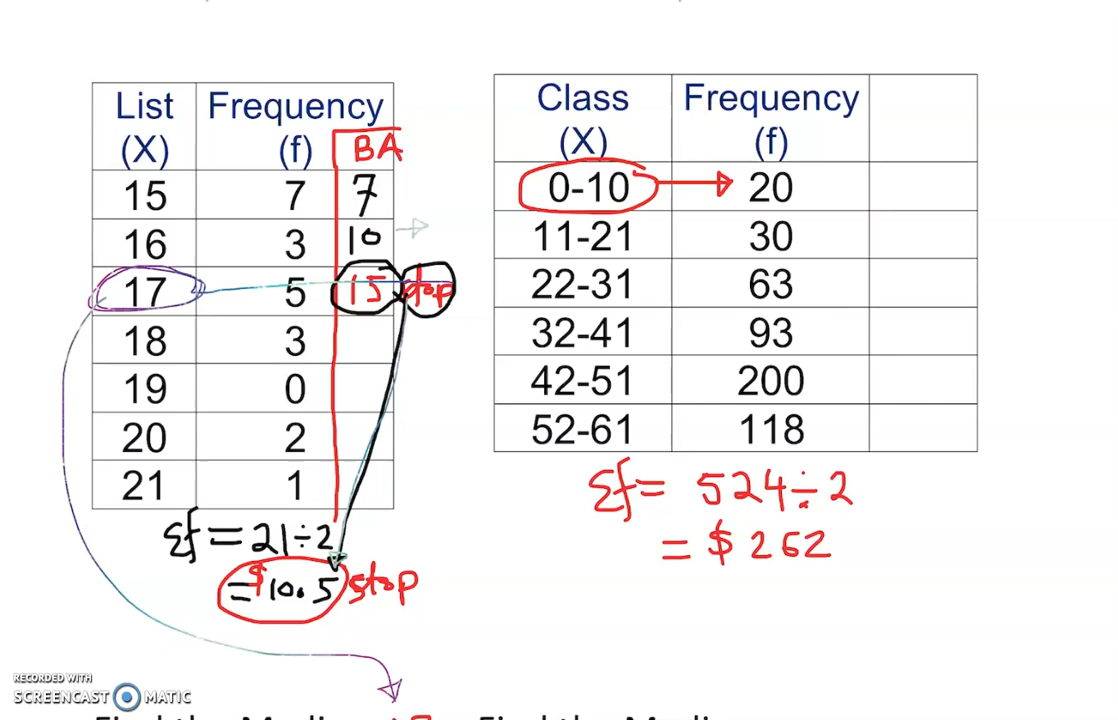 List Frequency
(X) (f) BA
15 7 7
16 3 10
17 5 15 stop
18 3
19 0
20 2
21 1
Σf = 21 ÷ 2
= $10.5 stop
Class Frequency
(X) (f)
0-10 20
11-21 30
22-31 63
32-41 93
42-51 200
52-61 118
Σf = 524 ÷ 2
= $ 262
RECORDED WITH
SCREENCAST MATIC